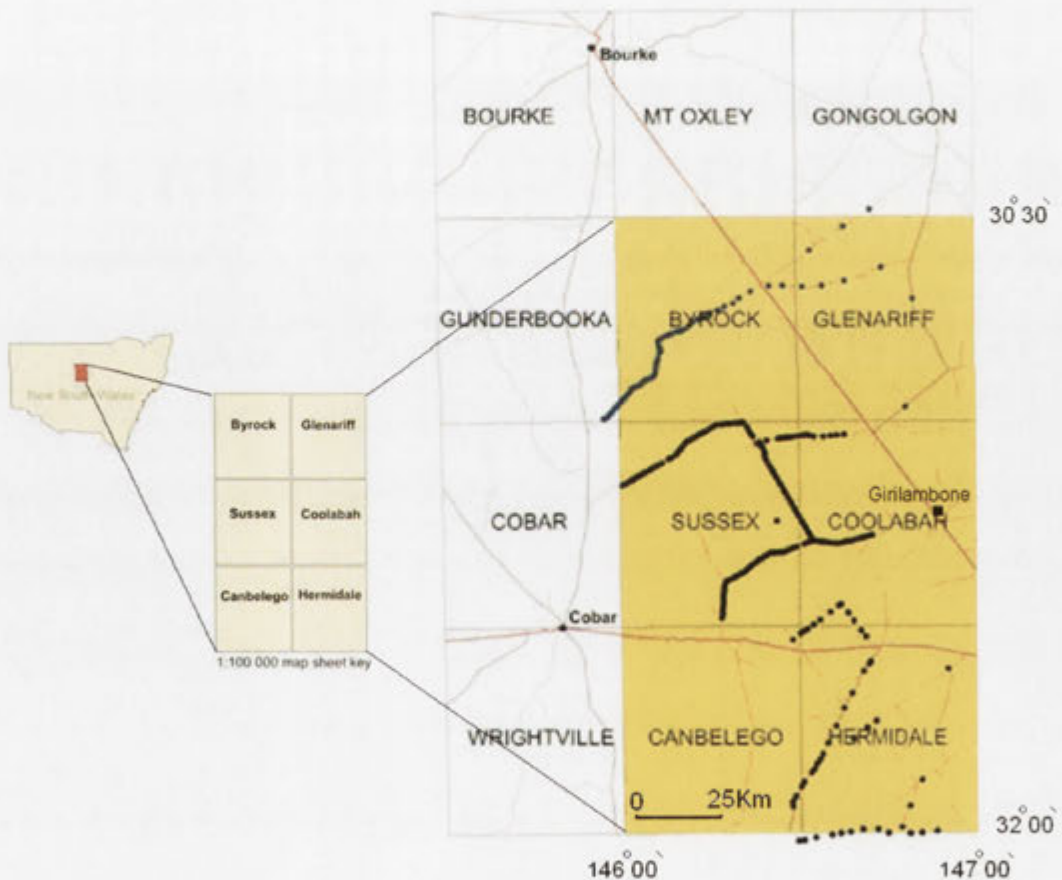 Bourke
BOURKE
MT OXLEY
GONGOLGON
30° 30'
GUNDERBOOKA
BYROCK
GLENARIFF
New South Wales
Byrock
Glenariff
Sussex
Coolabah
Canbelego
Hermidale
1:100 000 map sheet key
Girilambone
COBAR
SUSSEX
COOLABAH
Cobar
WRIGHTVILLE
CANBELEGO
HERMIDALE
0 25Km
32° 00'
146° 00'
147° 00'